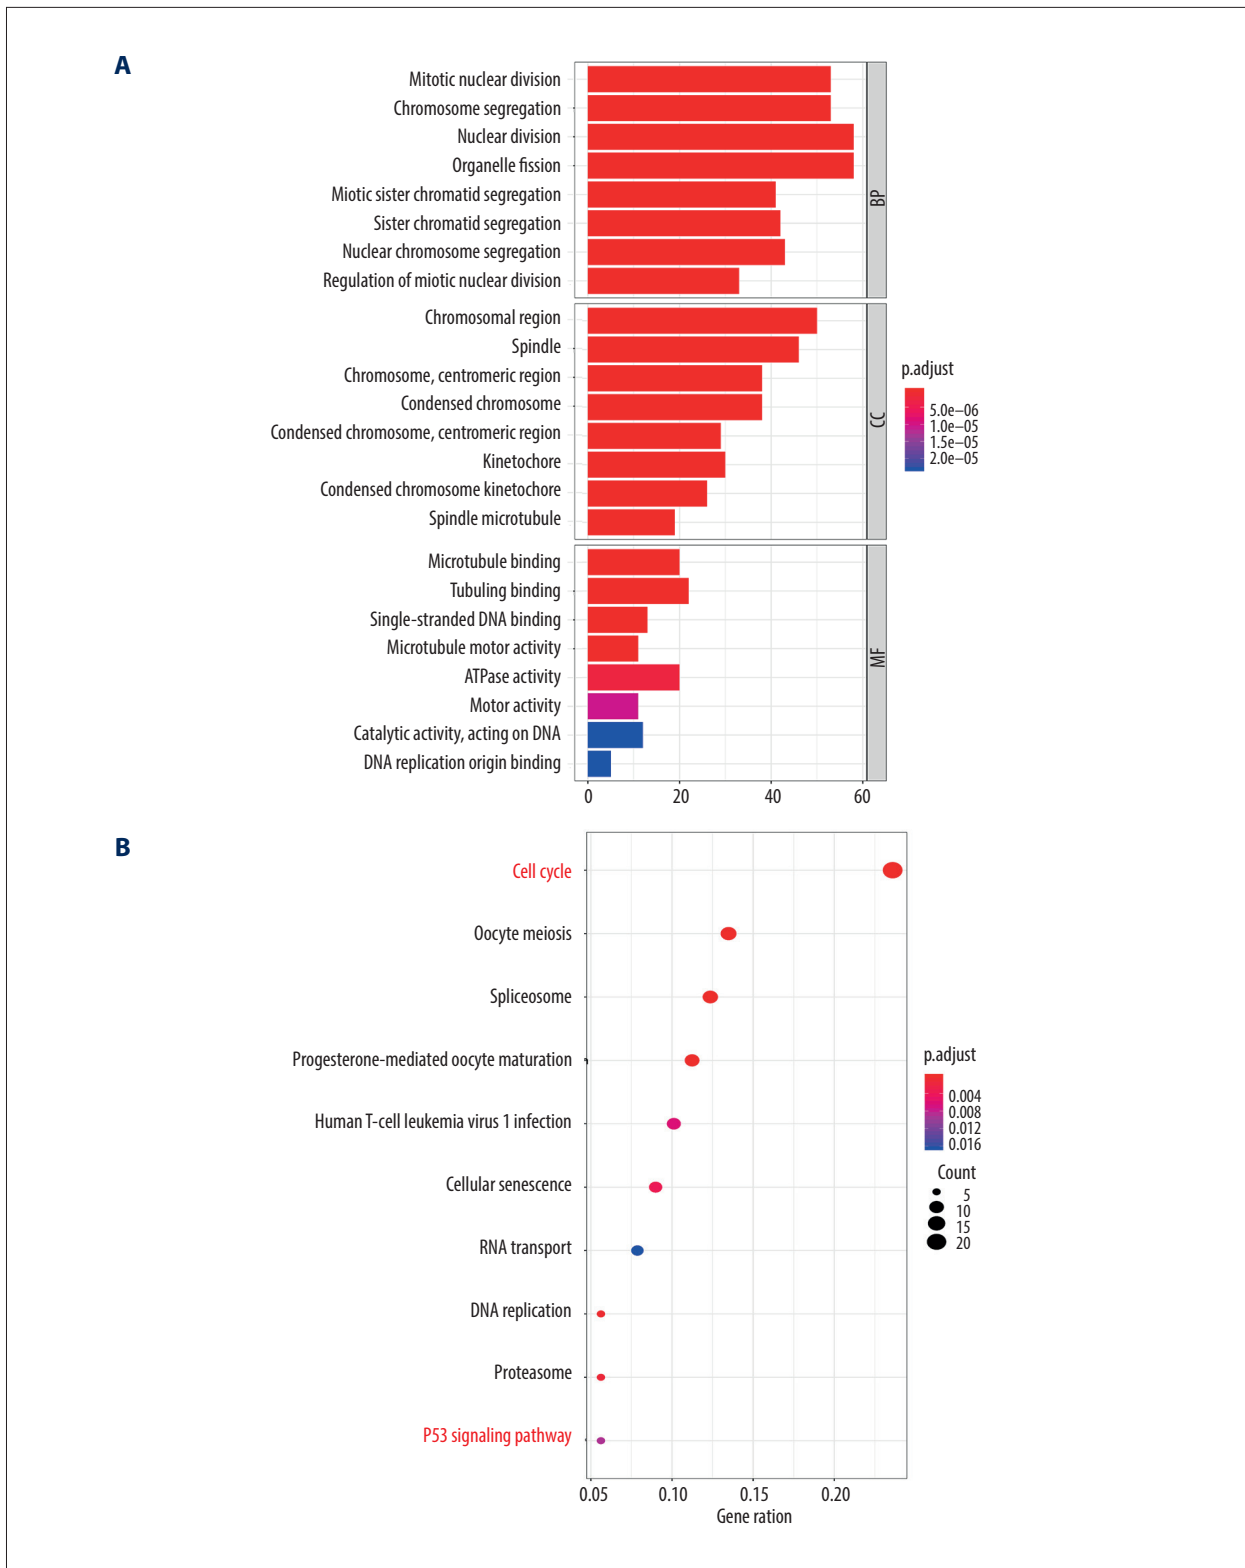 A
Mitotic nuclear division
Chromosome segregation
Nuclear division
Organelle fission
Miotic sister chromatid segregation
Sister chromatid segregation
Nuclear chromosome segregation
Regulation of miotic nuclear division
BP
Chromosomal region
Spindle
Chromosome, centromeric region
Condensed chromosome
Condensed chromosome, centromeric region
Kinetochore
Condensed chromosome kinetochore
Spindle microtubule
CC
p.adjust
5.0e−06
1.0e−05
1.5e−05
2.0e−05
Microtubule binding
Tubuling binding
Single-stranded DNA binding
Microtubule motor activity
ATPase activity
Motor activity
Catalytic activity, acting on DNA
DNA replication origin binding
MF
0 20 40 60
B
Cell cycle
Oocyte meiosis
Spliceosome
Progesterone-mediated oocyte maturation
Human T-cell leukemia virus 1 infection
Cellular senescence
RNA transport
DNA replication
Proteasome
P53 signaling pathway
p.adjust
0.004
0.008
0.012
0.016
Count
5
10
15
20
0.05 0.10 0.15 0.20
Gene ration